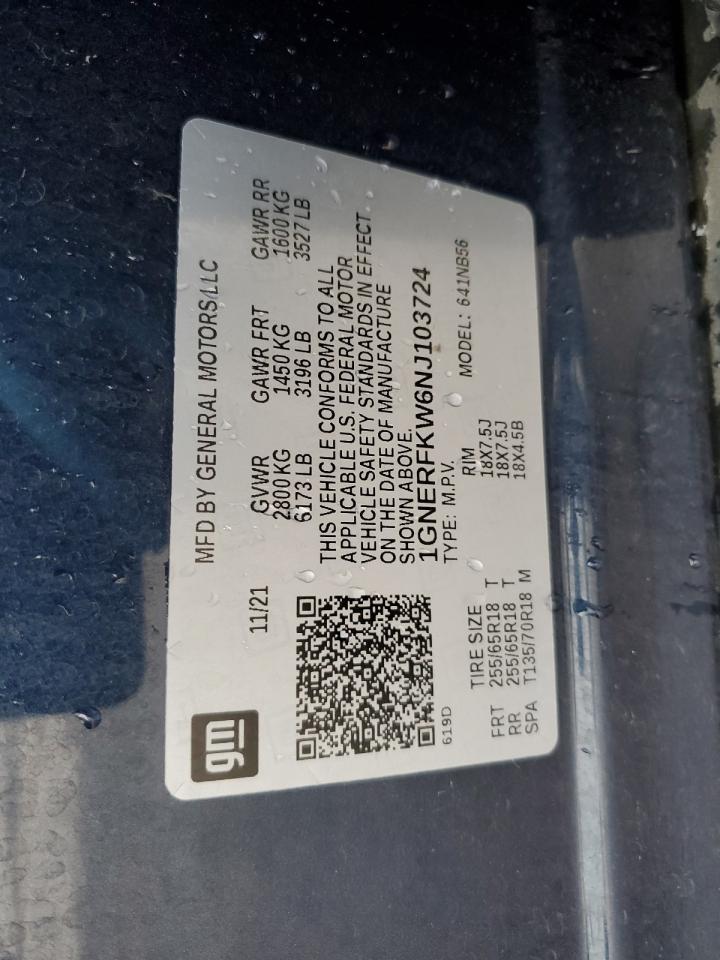 gm
MFD BY GENERAL MOTORS LLC
11/21 GVWR GAWR FRT GAWR RR
2800 KG 1450 KG 1600 KG
6173 LB 3196 LB 3527 LB
THIS VEHICLE CONFORMS TO ALL
APPLICABLE U.S. FEDERAL MOTOR
VEHICLE SAFETY STANDARDS IN EFFECT
ON THE DATE OF MANUFACTURE
SHOWN ABOVE.
1GNERFKW6NJ103724
619D TYPE: M.P.V. MODEL: 641NB56
TIRE SIZE RIM
FRT 255/65R18 T 18X7.5J
RR 255/65R18 T 18X7.5J
SPA T135/70R18 M 18X4.5B